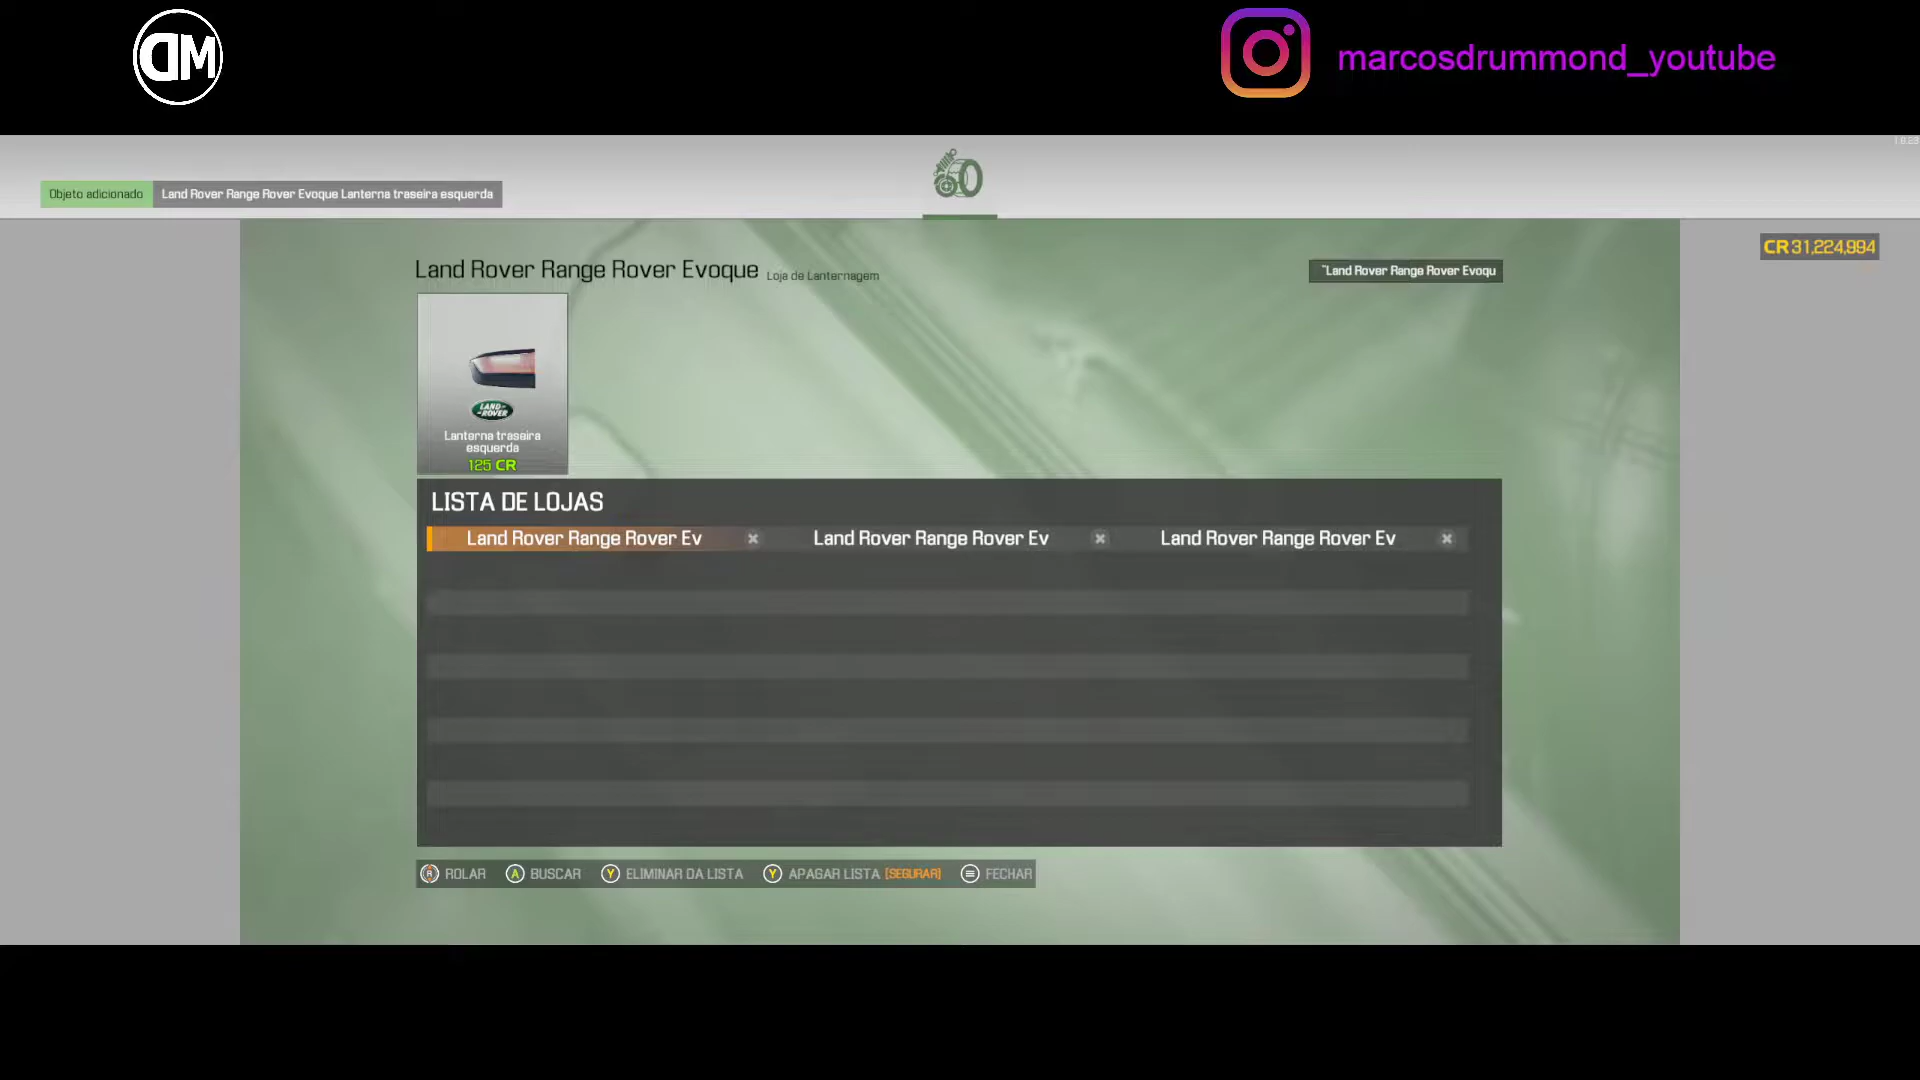 DM
marcosdrummond_youtube
Objeto adicionado Land Rover Range Rover Evoque Lanterna traseira esquerda
CR 31,224,994
Land Rover Range Rover Evoque Loja de Lanternagem
"Land Rover Range Rover Evoqu
LAND-
ROVER
Lanterna traseira
esquerda
125 CR
LISTA DE LOJAS
Land Rover Range Rover Ev Land Rover Range Rover Ev Land Rover Range Rover Ev
R ROLAR A BUSCAR Y ELIMINAR DA LISTA Y APAGAR LISTA [SEGURAR] FECHAR